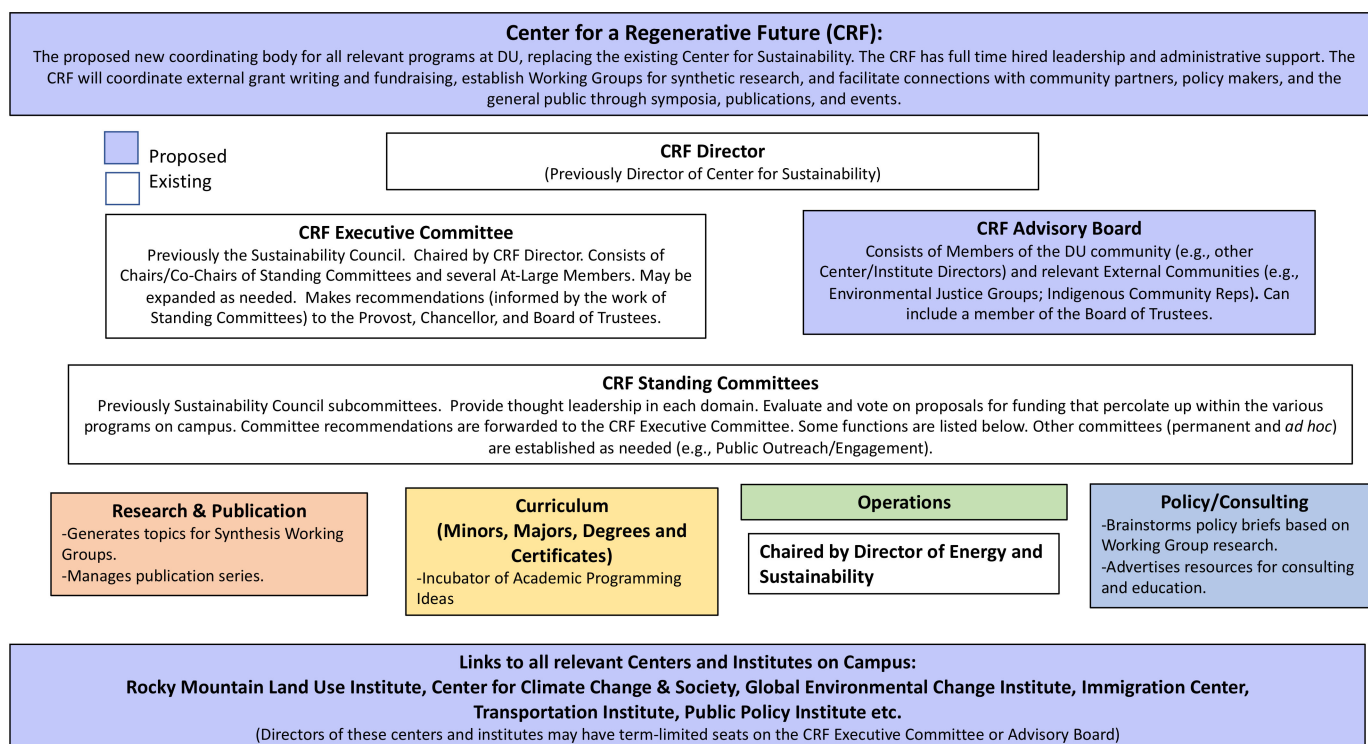 Center for a Regenerative Future (CRF):
The proposed new coordinating body for all relevant programs at DU, replacing the existing Center for Sustainability. The CRF has full time hired leadership and administrative support. The
CRF will coordinate external grant writing and fundraising, establish Working Groups for synthetic research, and facilitate connections with community partners, policy makers, and the
general public through symposia, publications, and events.
Proposed
Existing
CRF Director
(Previously Director of Center for Sustainability)
CRF Executive Committee
Previously the Sustainability Council. Chaired by CRF Director. Consists of
Chairs/Co-Chairs of Standing Committees and several At-Large Members. May be
expanded as needed. Makes recommendations (informed by the work of
Standing Committees) to the Provost, Chancellor, and Board of Trustees.
CRF Advisory Board
Consists of Members of the DU community (e.g., other
Center/Institute Directors) and relevant External Communities (e.g.,
Environmental Justice Groups; Indigenous Community Reps). Can
include a member of the Board of Trustees.
CRF Standing Committees
Previously Sustainability Council subcommittees. Provide thought leadership in each domain. Evaluate and vote on proposals for funding that percolate up within the various
programs on campus. Committee recommendations are forwarded to the CRF Executive Committee. Some functions are listed below. Other committees (permanent and ad hoc)
are established as needed (e.g., Public Outreach/Engagement).
Research & Publication
-Generates topics for Synthesis Working
Groups.
-Manages publication series.
Curriculum
(Minors, Majors, Degrees and
Certificates)
-Incubator of Academic Programming
Ideas
Operations
Chaired by Director of Energy and
Sustainability
Policy/Consulting
-Brainstorms policy briefs based on
Working Group research.
-Advertises resources for consulting
and education.
Links to all relevant Centers and Institutes on Campus:
Rocky Mountain Land Use Institute, Center for Climate Change & Society, Global Environmental Change Institute, Immigration Center,
Transportation Institute, Public Policy Institute etc.
(Directors of these centers and institutes may have term-limited seats on the CRF Executive Committee or Advisory Board)